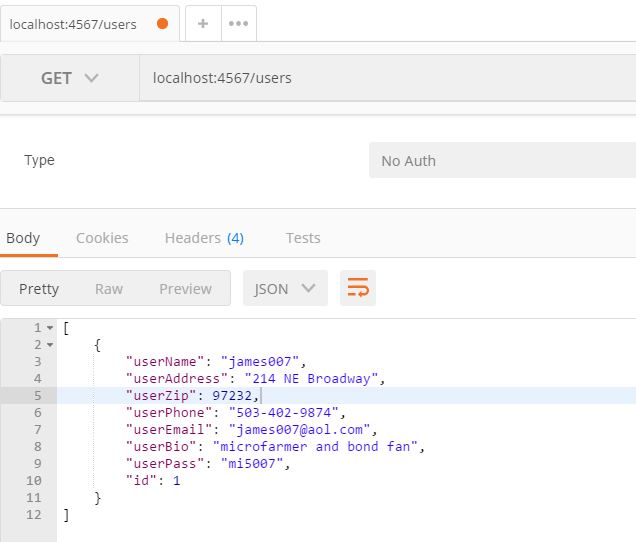 localhost:4567/users
GET localhost:4567/users
Type No Auth
Body Cookies Headers (4) Tests
Pretty Raw Preview JSON
1 [
2 {
3 "userName": "james007",
4 "userAddress": "214 NE Broadway",
5 "userZip": 97232,
6 "userPhone": "503-402-9874",
7 "userEmail": "james007@aol.com",
8 "userBio": "microfarmer and bond fan",
9 "userPass": "mi5007",
10 "id": 1
11 }
12 ]